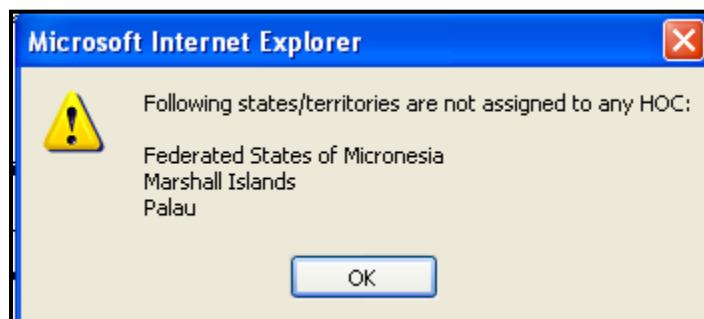 Microsoft Internet Explorer
Following states/territories are not assigned to any HOC:
Federated States of Micronesia
Marshall Islands
Palau
OK